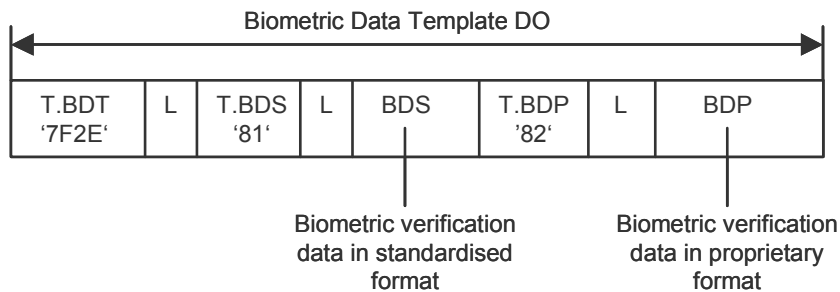 Biometric Data Template DO
T.BDT L T.BDS L BDS T.BDP L BDP
‘7F2E‘ ‘81‘ ’82‘
Biometric verification Biometric verification
data in standardised data in proprietary
format format